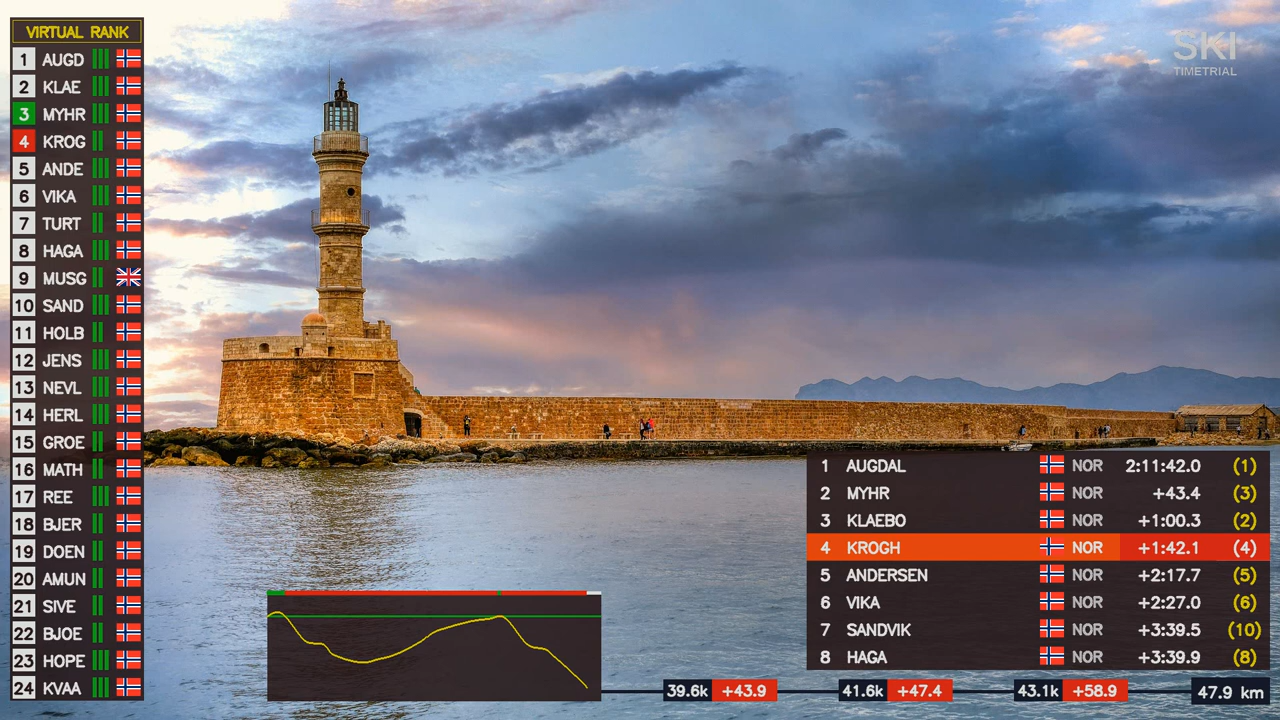 VIRTUAL RANK
1 AUGD
2 KLAE
3 MYHR
4 KROG
5 ANDE
6 VIKA
7 TURT
8 HAGA
9 MUSG
10 SAND
11 HOLB
12 JENS
13 NEVL
14 HERL
15 GROE
16 MATH
17 REE
18 BJER
19 DOEN
20 AMUN
21 SIVE
22 BJOE
23 HOPE
24 KVAA
SKI
TIMETRIAL
1 AUGDAL NOR 2:11:42.0 (1)
2 MYHR NOR +43.4 (3)
3 KLAEBO NOR +1:00.3 (2)
4 KROGH NOR +1:42.1 (4)
5 ANDERSEN NOR +2:17.7 (5)
6 VIKA NOR +2:27.0 (6)
7 SANDVIK NOR +3:39.5 (10)
8 HAGA NOR +3:39.9 (8)
39.6k +43.9 41.6k +47.4 43.1k +58.9 47.9 km